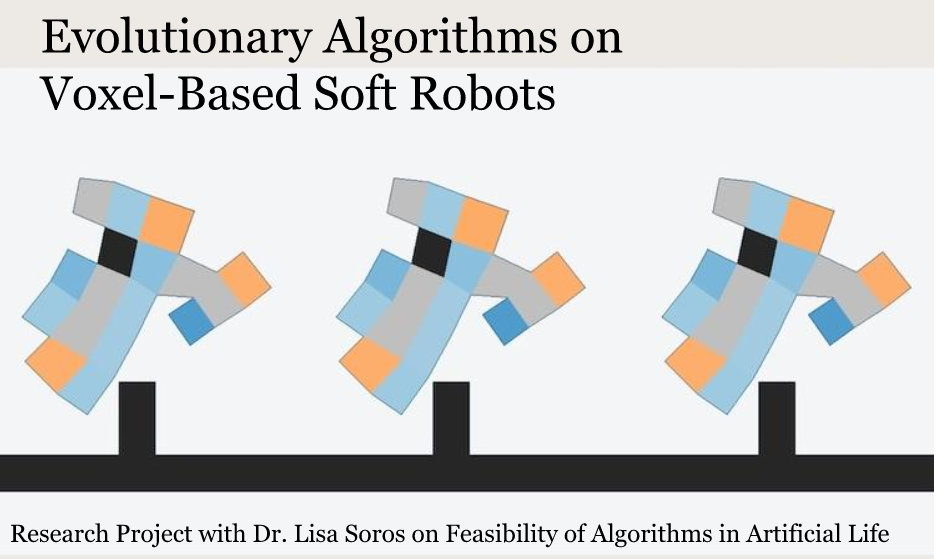 Evolutionary Algorithms on
Voxel-Based Soft Robots
Research Project with Dr. Lisa Soros on Feasibility of Algorithms in Artificial Life